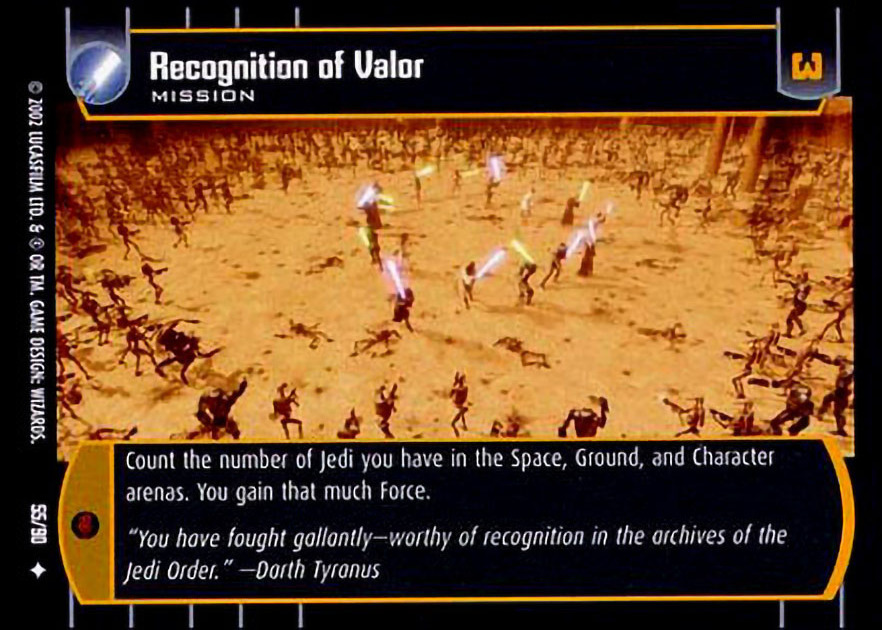 Recognition of Valor
MISSION
3
Count the number of Jedi you have in the Space, Ground, and Character
arenas. You gain that much Force.
"You have fought gallantly—worthy of recognition in the archives of the
Jedi Order." —Darth Tyranus
© 2002 LUCASFILM LTD. & ® OR TM. GAME DESIGN: WIZARDS.
55/90